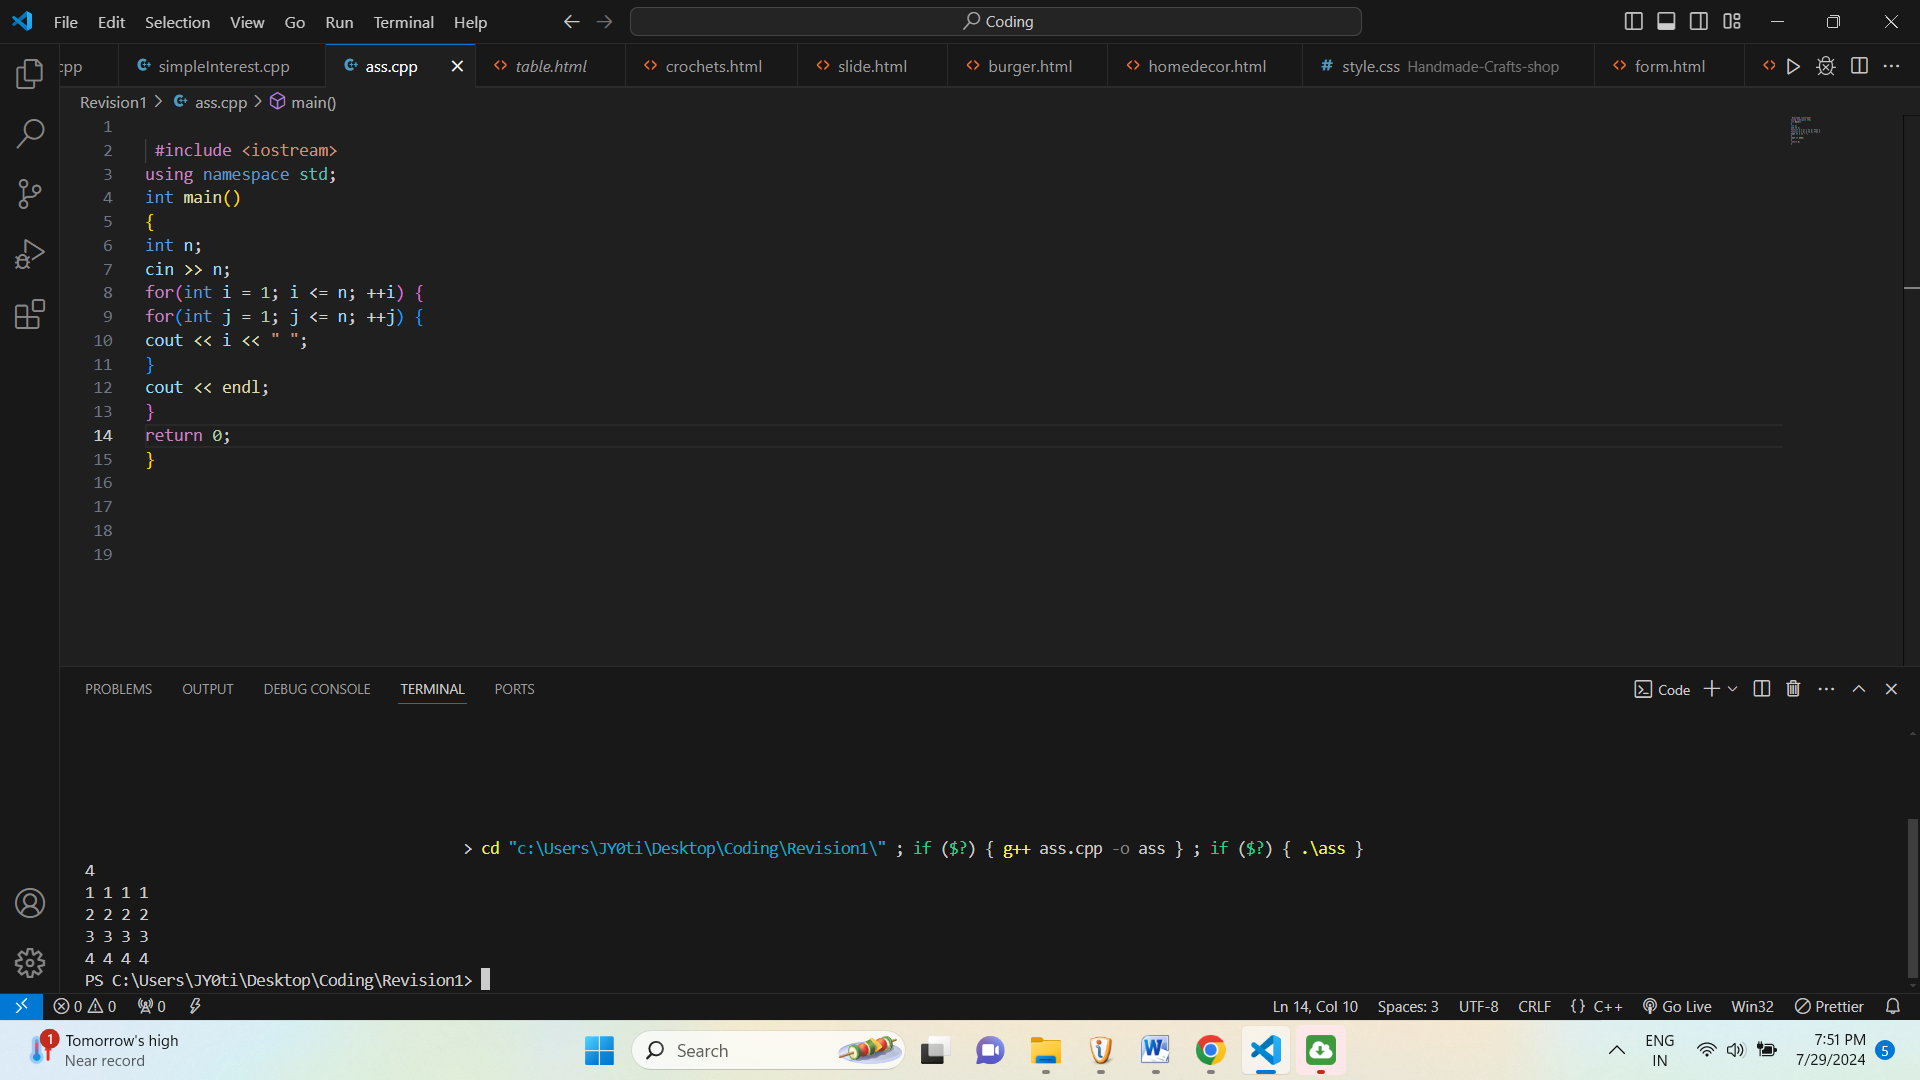 File Edit Selection View Go Run Terminal Help
Coding
cpp
simpleInterest.cpp
ass.cpp
table.html
crochets.html
slide.html
burger.html
homedecor.html
style.css Handmade-Crafts-shop
form.html
Revision1 > ass.cpp > main()
1
2 #include <iostream>
3 using namespace std;
4 int main()
5 {
6 int n;
7 cin >> n;
8 for(int i = 1; i <= n; ++i) {
9 for(int j = 1; j <= n; ++j) {
10 cout << i << " ";
11 }
12 cout << endl;
13 }
14 return 0;
15 }
16
17
18
19
PROBLEMS OUTPUT DEBUG CONSOLE TERMINAL PORTS
Code
> cd "c:\Users\JY0ti\Desktop\Coding\Revision1\" ; if ($?) { g++ ass.cpp -o ass } ; if ($?) { .\ass }
4
1 1 1 1
2 2 2 2
3 3 3 3
4 4 4 4
PS C:\Users\JY0ti\Desktop\Coding\Revision1>
0 0 0
Ln 14, Col 10 Spaces: 3 UTF-8 CRLF {} C++ Go Live Win32 Prettier
1
Tomorrow's high
Near record
Search
ENG
IN
7:51 PM
7/29/2024
5